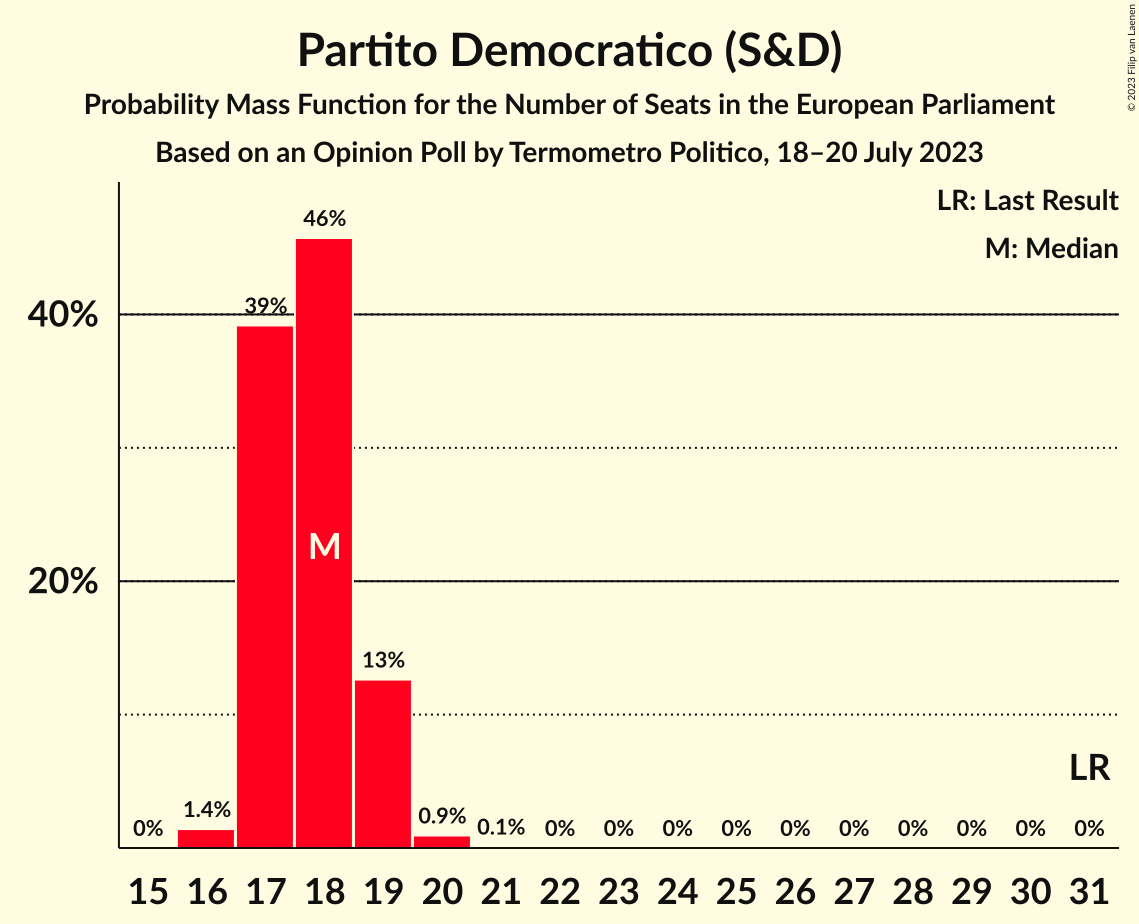 Partito Democratico (S&D)
Probability Mass Function for the Number of Seats in the European Parliament
Based on an Opinion Poll by Termometro Politico, 18–20 July 2023
© 2023 Filip van Laenen
LR: Last Result
M: Median
40%
20%
0%
1.4%
39%
46%
13%
0.9%
0.1%
0%
0%
0%
0%
0%
0%
0%
0%
0%
0%
M
LR
15 16 17 18 19 20 21 22 23 24 25 26 27 28 29 30 31